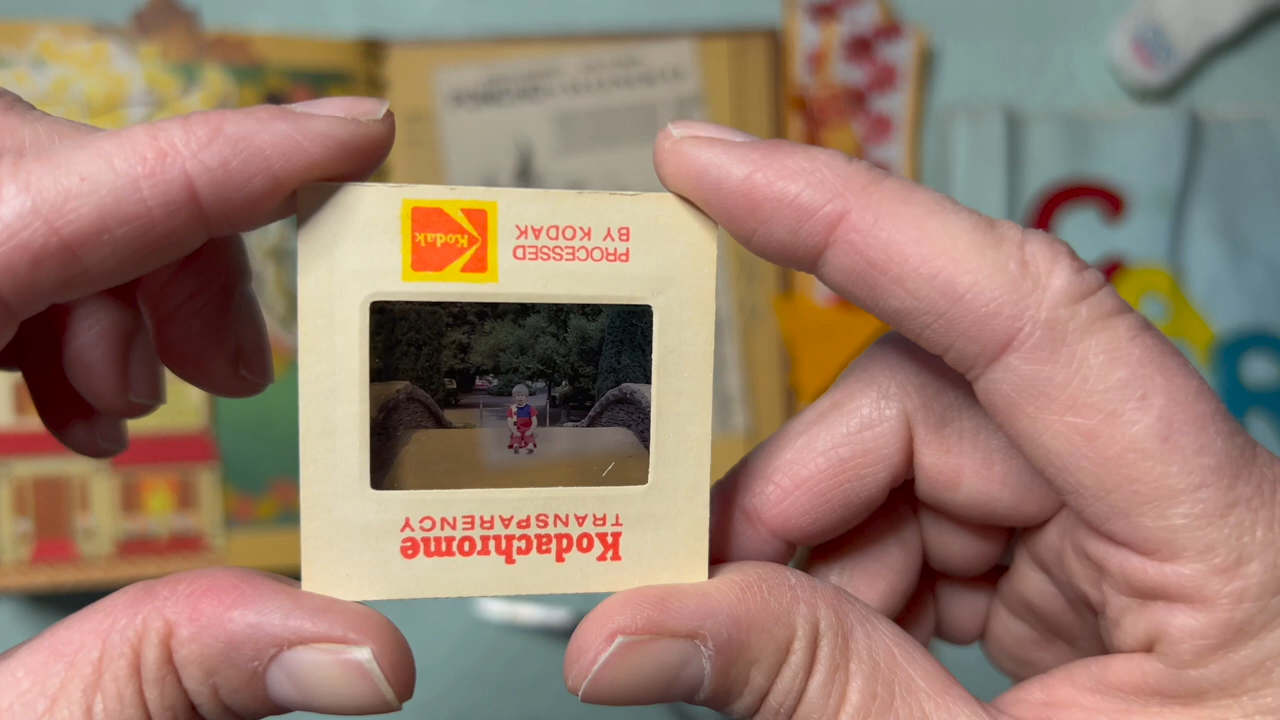 Kodachrome
TRANSPARENCY
PROCESSED
BY KODAK
Kodak